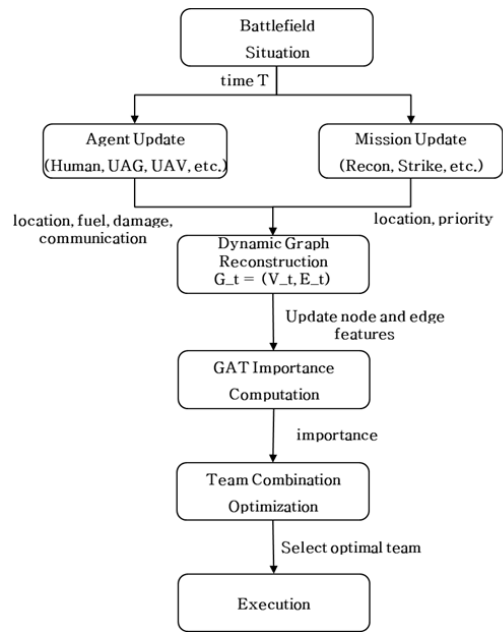 Battlefield
Situation
time T
Agent Update
(Human, UAG, UAV, etc.)
Mission Update
(Recon, Strike, etc.)
location, fuel, damage,
communication
location, priority
Dynamic Graph
Reconstruction
G_t = (V_t, E_t)
Update node and edge
features
GAT Importance
Computation
importance
Team Combination
Optimization
Select optimal team
Execution